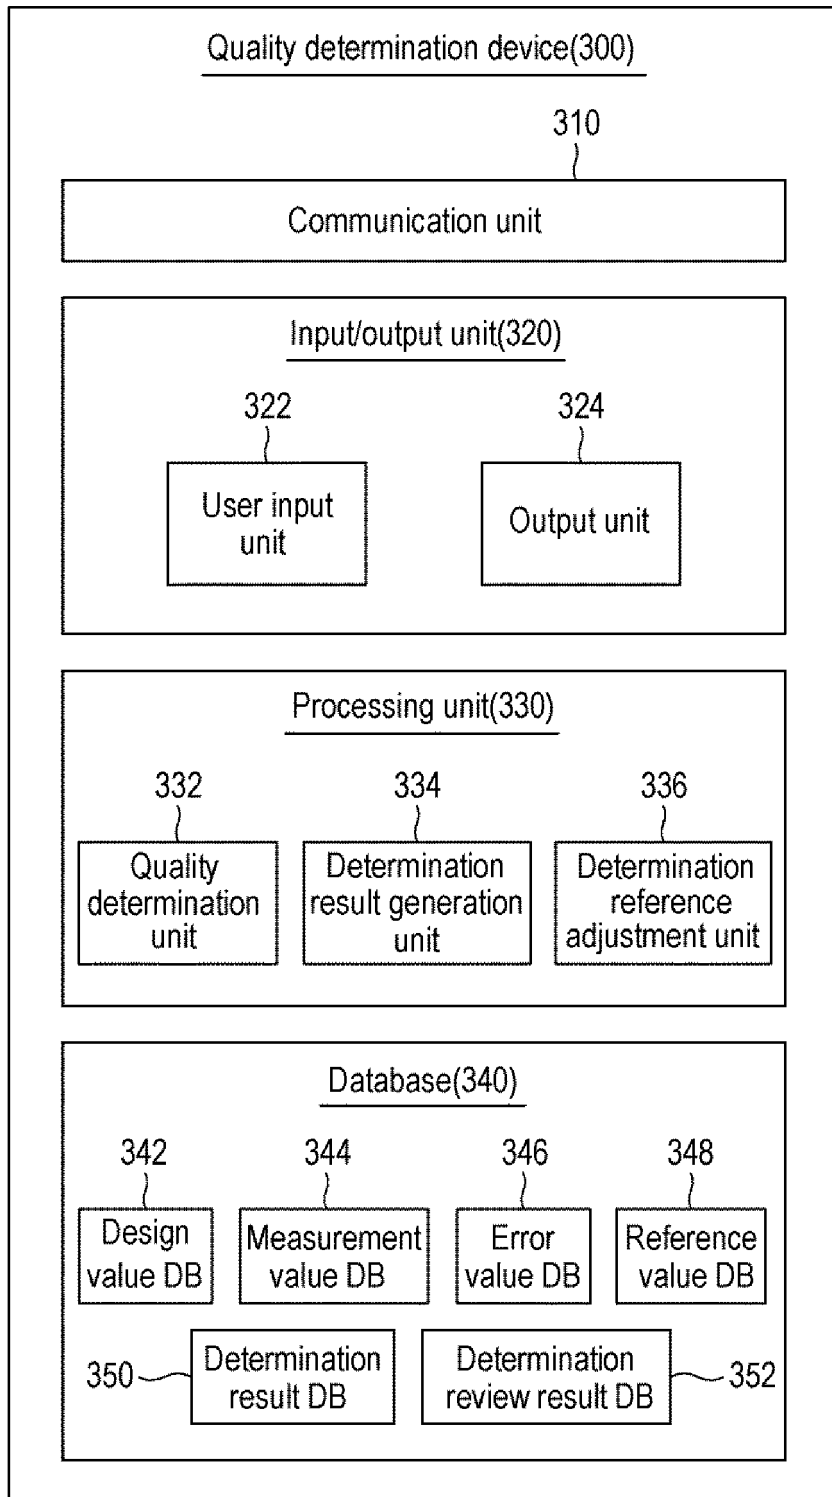 Quality determination device(300)
310
Communication unit
Input/output unit(320)
322
324
User input
unit
Output unit
Processing unit(330)
332
334
336
Quality
determination
unit
Determination
result generation
unit
Determination
reference
adjustment unit
Database(340)
342
344
346
348
Design
value DB
Measurement
value DB
Error
value DB
Reference
value DB
350
Determination
result DB
Determination
review result DB
352